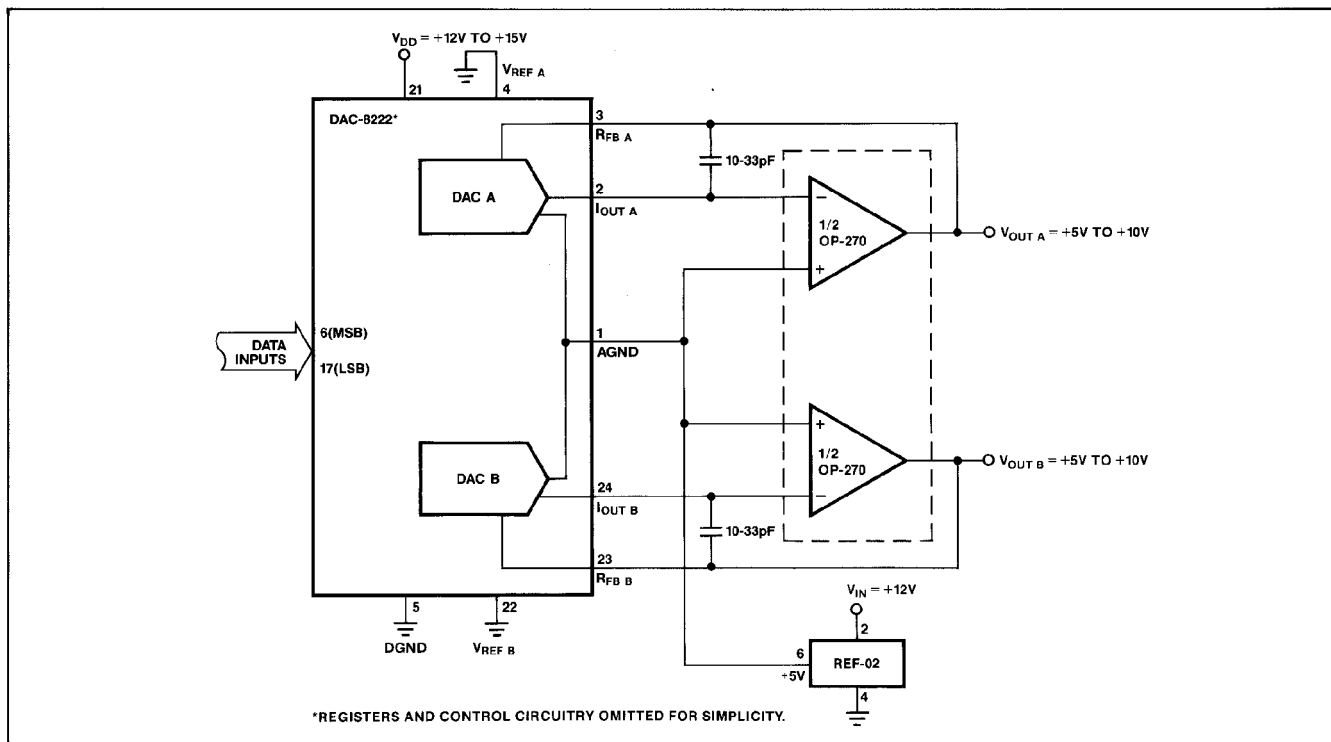 V_DD = +12V TO +15V
V_REF A
21
4
DAC-8222*
3
R_FB A
10-33pF
DAC A
2
I_OUT A
−
1/2
OP-270
+
V_OUT A = +5V TO +10V
DATA
INPUTS
6(MSB)
17(LSB)
1
AGND
+
1/2
OP-270
−
V_OUT B = +5V TO +10V
DAC B
24
I_OUT B
10-33pF
23
R_FB B
V_IN = +12V
2
5
22
DGND
V_REF B
6
+5V
REF-02
4
*REGISTERS AND CONTROL CIRCUITRY OMITTED FOR SIMPLICITY.